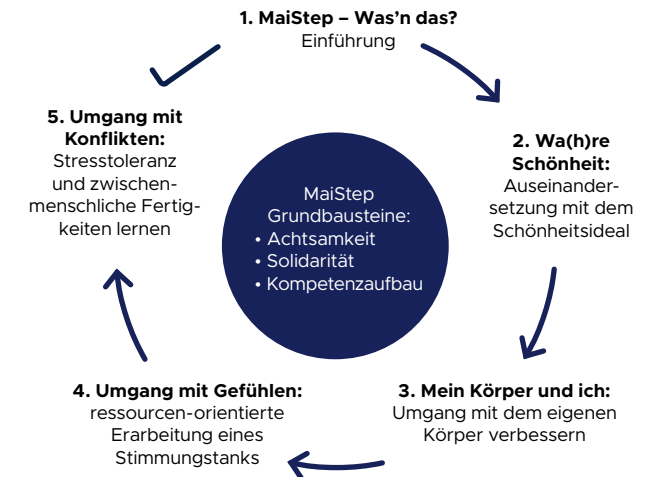 1. MaiStep – Was'n das?
Einführung
2. Wa(h)re
Schönheit:
Auseinander-
setzung mit dem
Schönheitsideal
3. Mein Körper und ich:
Umgang mit dem eigenen
Körper verbessern
4. Umgang mit Gefühlen:
ressourcen-orientierte
Erarbeitung eines
Stimmungstanks
5. Umgang mit
Konflikten:
Stresstoleranz
und zwischen-
menschliche Fertig-
keiten lernen
MaiStep
Grundbausteine:
• Achtsamkeit
• Solidarität
• Kompetenzaufbau